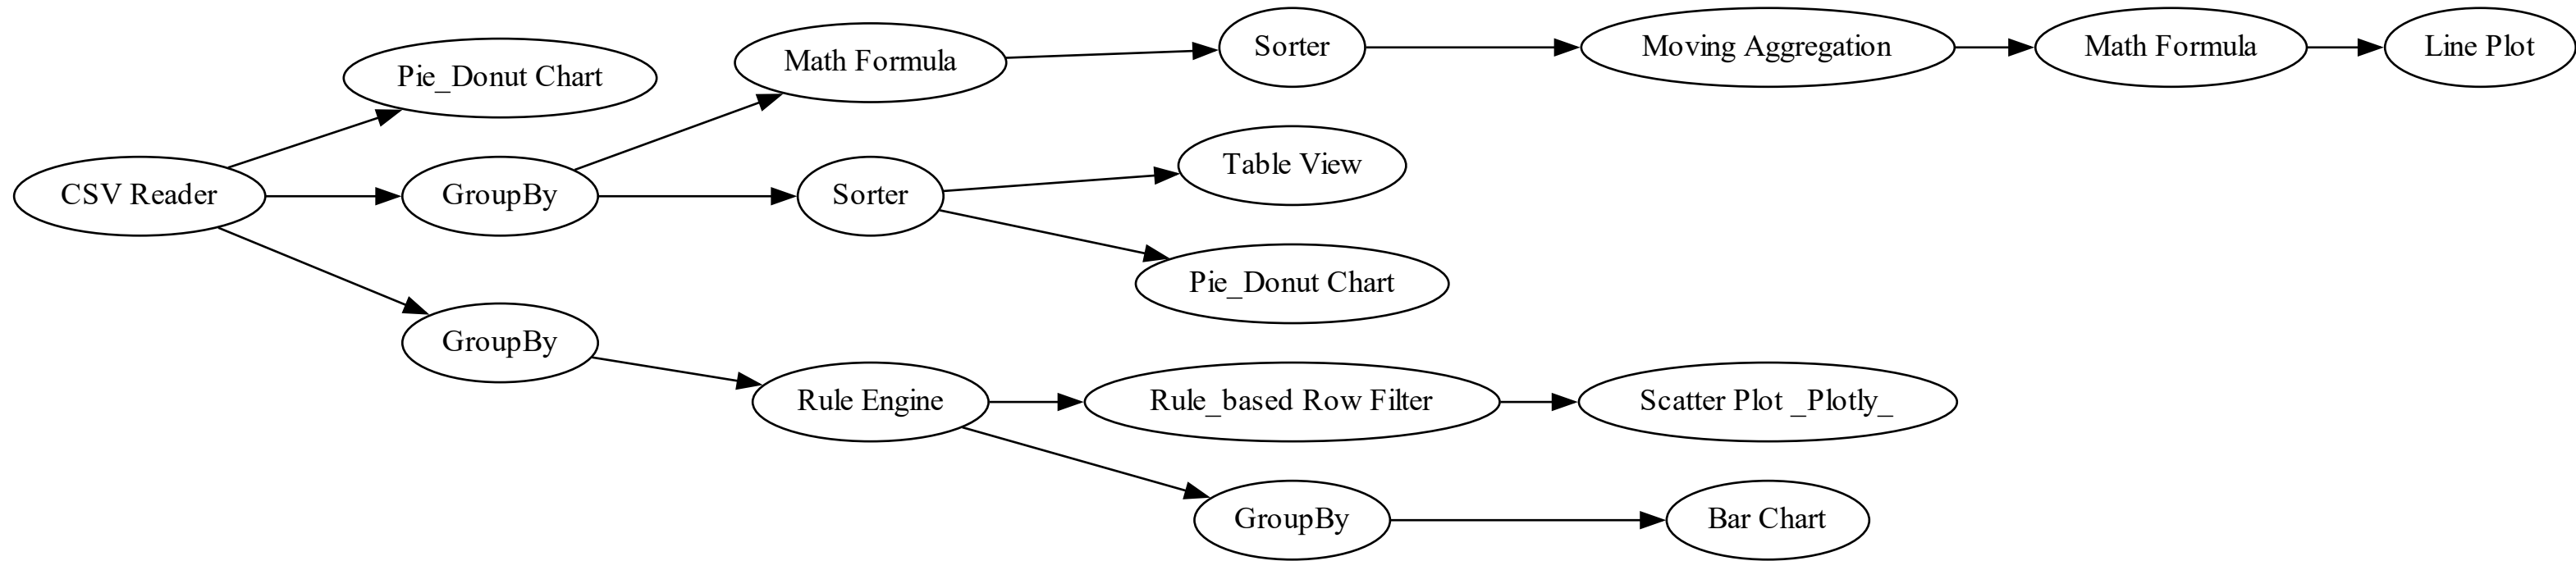 Pie_Donut Chart
Math Formula
Sorter
Moving Aggregation
Math Formula
Line Plot
CSV Reader
GroupBy
Sorter
Table View
Pie_Donut Chart
GroupBy
Rule Engine
Rule_based Row Filter
Scatter Plot _Plotly_
GroupBy
Bar Chart